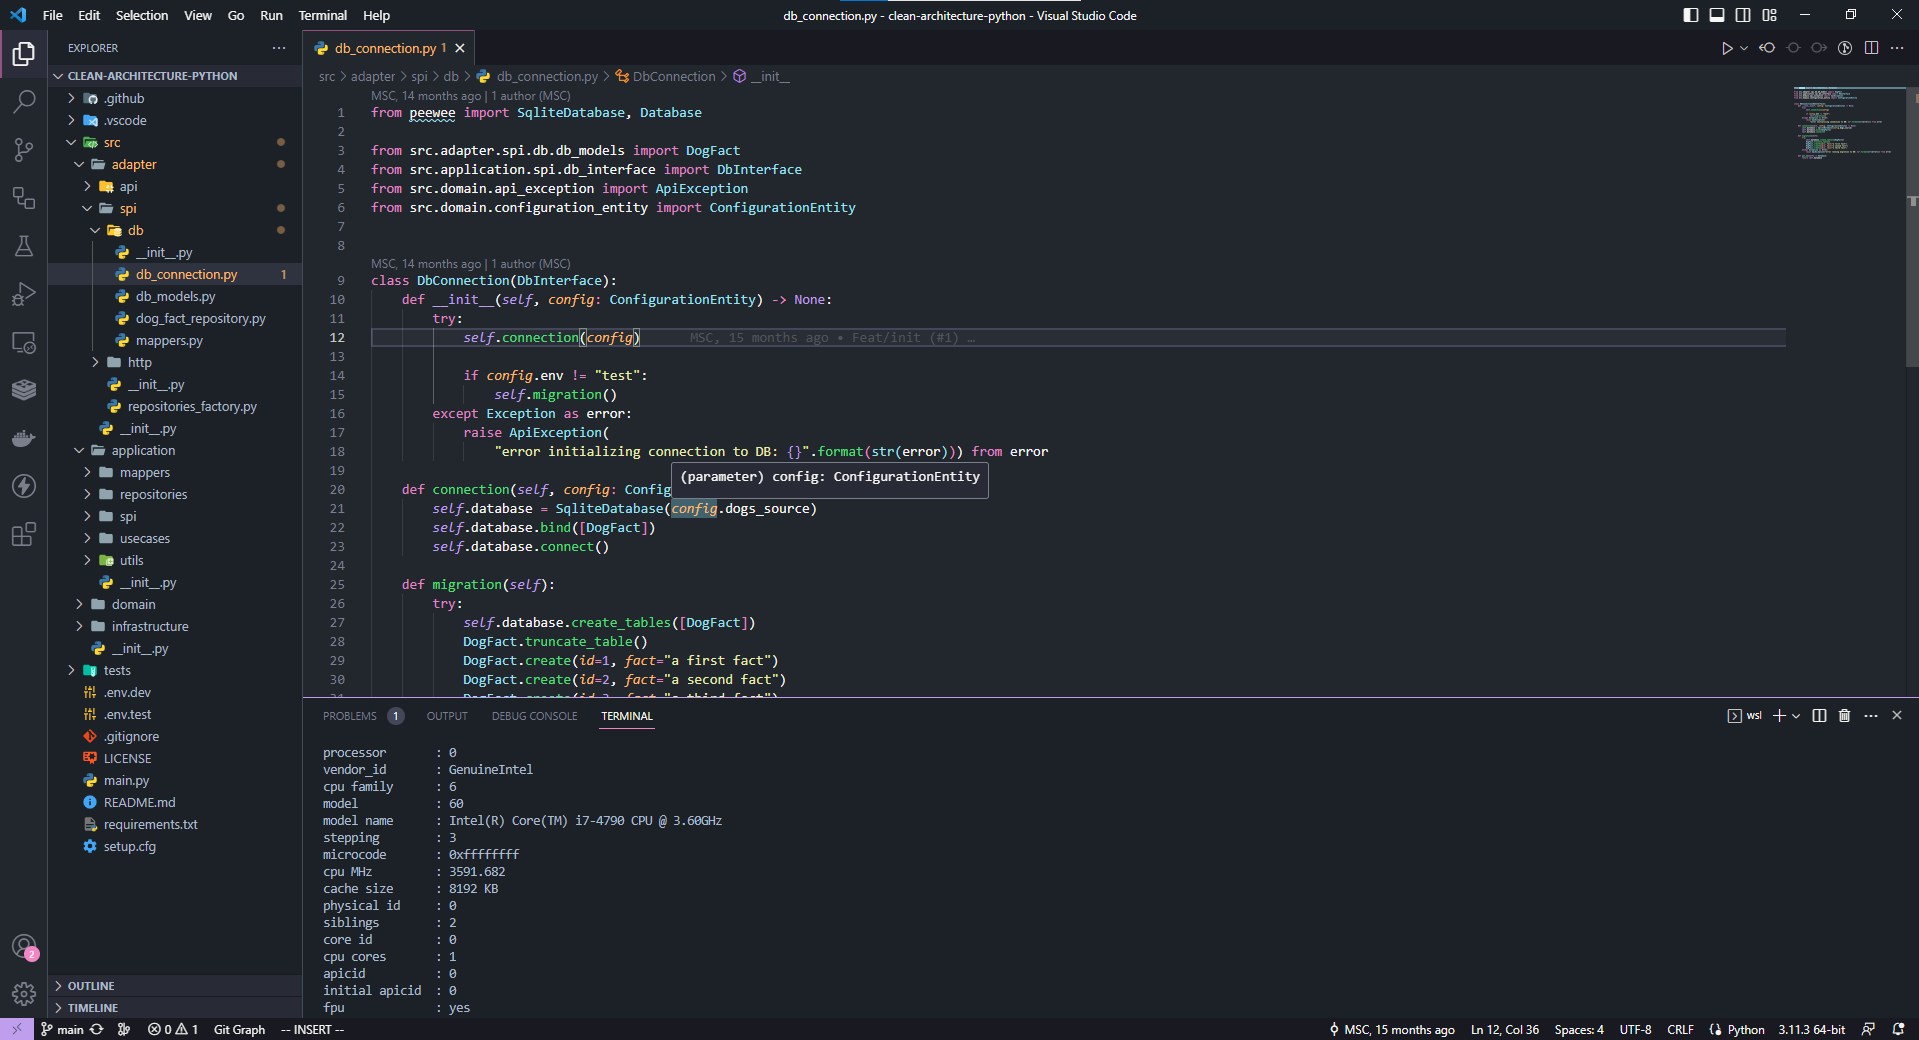 File Edit Selection View Go Run Terminal Help
db_connection.py - clean-architecture-python - Visual Studio Code
EXPLORER
CLEAN-ARCHITECTURE-PYTHON
.github
.vscode
src
adapter
api
spi
db
__init__.py
db_connection.py 1
db_models.py
dog_fact_repository.py
mappers.py
http
__init__.py
repositories_factory.py
__init__.py
application
mappers
repositories
spi
usecases
utils
__init__.py
domain
infrastructure
__init__.py
tests
.env.dev
.env.test
.gitignore
LICENSE
main.py
README.md
requirements.txt
setup.cfg
OUTLINE
TIMELINE
2
db_connection.py 1
src > adapter > spi > db > db_connection.py > DbConnection > __init__
MSC, 14 months ago | 1 author (MSC)
1 from peewee import SqliteDatabase, Database
2
3 from src.adapter.spi.db.db_models import DogFact
4 from src.application.spi.db_interface import DbInterface
5 from src.domain.api_exception import ApiException
6 from src.domain.configuration_entity import ConfigurationEntity
7
8
MSC, 14 months ago | 1 author (MSC)
9 class DbConnection(DbInterface):
10 def __init__(self, config: ConfigurationEntity) -> None:
11 try:
12 self.connection(config) MSC, 15 months ago • Feat/init (#1) …
13
14 if config.env != "test":
15 self.migration()
16 except Exception as error:
17 raise ApiException(
18 "error initializing connection to DB: {}".format(str(error))) from error
19
(parameter) config: ConfigurationEntity
20 def connection(self, config: Config
21 self.database = SqliteDatabase(config.dogs_source)
22 self.database.bind([DogFact])
23 self.database.connect()
24
25 def migration(self):
26 try:
27 self.database.create_tables([DogFact])
28 DogFact.truncate_table()
29 DogFact.create(id=1, fact="a first fact")
30 DogFact.create(id=2, fact="a second fact")
31 DogFact.create(id=3, fact="a third fact")
PROBLEMS 1 OUTPUT DEBUG CONSOLE TERMINAL
wsl
processor : 0
vendor_id : GenuineIntel
cpu family : 6
model : 60
model name : Intel(R) Core(TM) i7-4790 CPU @ 3.60GHz
stepping : 3
microcode : 0xffffffff
cpu MHz : 3591.682
cache size : 8192 KB
physical id : 0
siblings : 2
core id : 0
cpu cores : 1
apicid : 0
initial apicid : 0
fpu : yes
main 0 1 Git Graph -- INSERT --
MSC, 15 months ago Ln 12, Col 36 Spaces: 4 UTF-8 CRLF Python 3.11.3 64-bit